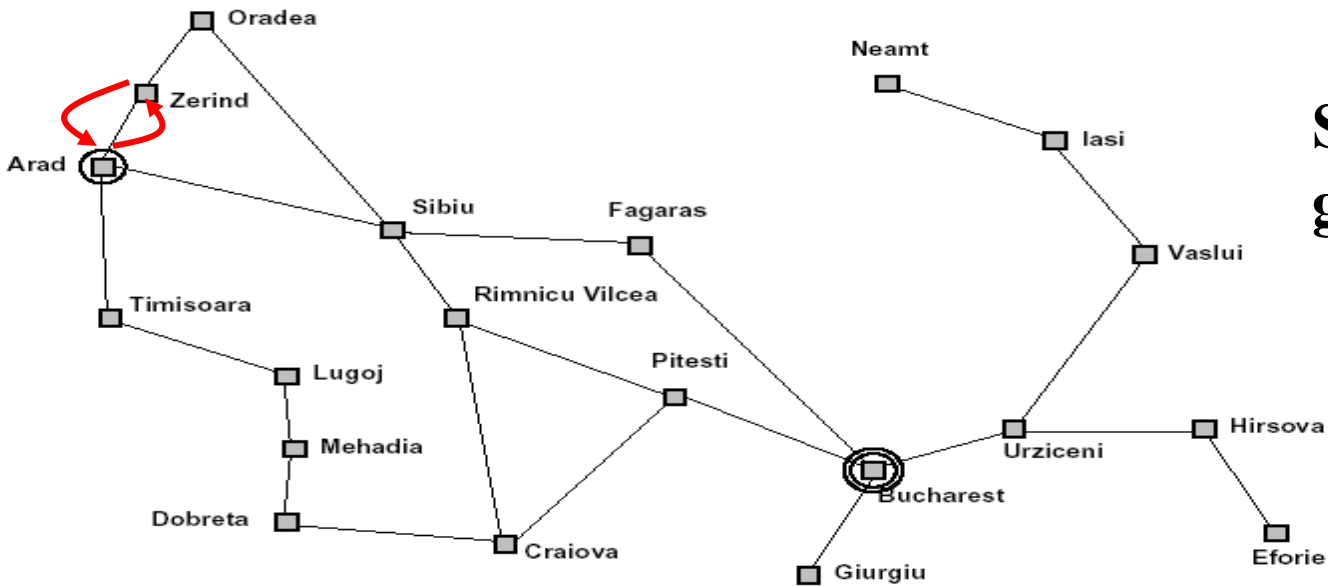 Oradea
Neamt
Zerind
Iasi
Arad
Sibiu
Fagaras
Vaslui
Rimnicu Vilcea
Timisoara
Pitesti
Lugoj
Hirsova
Mehadia
Urziceni
Bucharest
Dobreta
Craiova
Eforie
Giurgiu